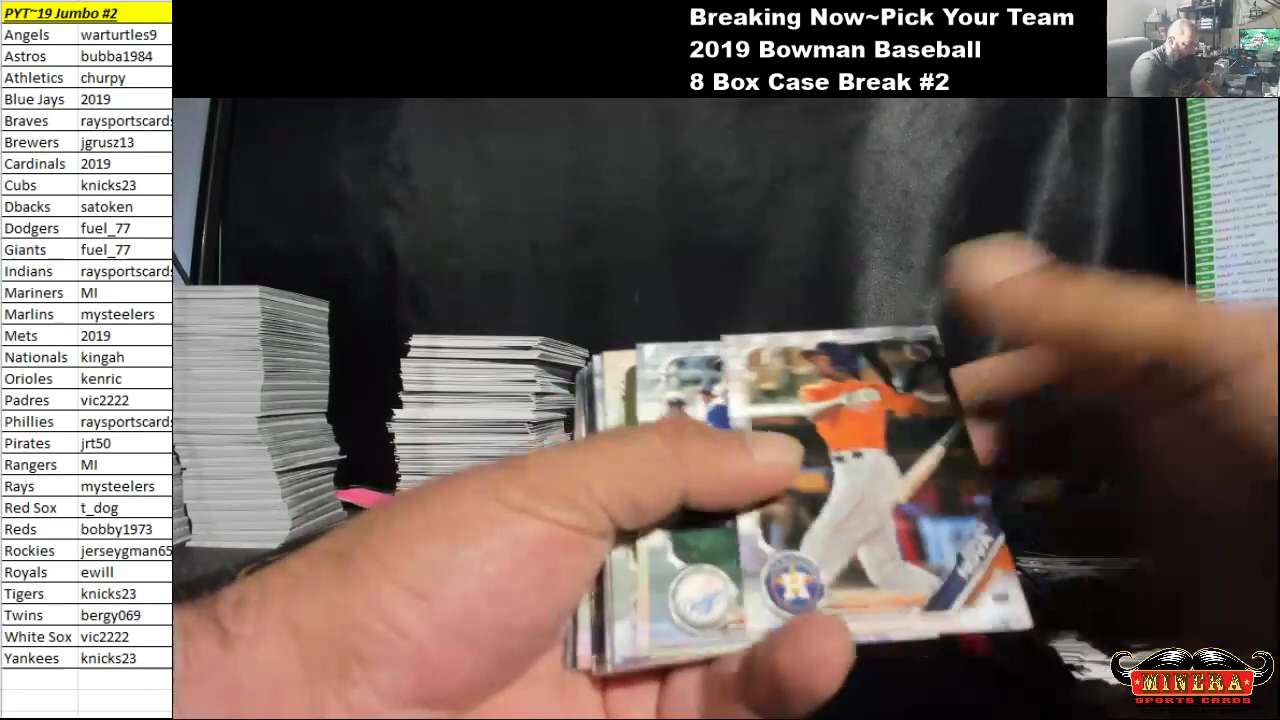 PYT~19 Jumbo #2
Angels warturtles9
Astros bubba1984
Athletics churpy
Blue Jays 2019
Braves raysportscards
Brewers jgrusz13
Cardinals 2019
Cubs knicks23
Dbacks satoken
Dodgers fuel_77
Giants fuel_77
Indians raysportscards
Mariners MI
Marlins mysteelers
Mets 2019
Nationals kingah
Orioles kenric
Padres vic2222
Phillies raysportscards
Pirates jrt50
Rangers MI
Rays mysteelers
Red Sox t_dog
Reds bobby1973
Rockies jerseygman65
Royals ewill
Tigers knicks23
Twins bergy069
White Sox vic2222
Yankees knicks23
Breaking Now~Pick Your Team
2019 Bowman Baseball
8 Box Case Break #2
MINERA
SPORTS CARDS